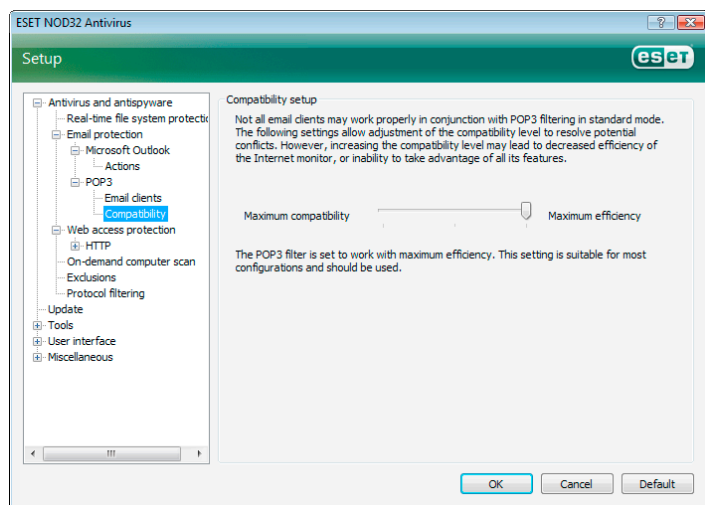 ESET NOD32 Antivirus
Setup
eseT
Antivirus and antispyware
Real-time file system protectic
Email protection
Microsoft Outlook
Actions
POP3
Email clients
Compatibility
Web access protection
HTTP
On-demand computer scan
Exclusions
Protocol filtering
Update
Tools
User interface
Miscellaneous
Compatibility setup
Not all email clients may work properly in conjunction with POP3 filtering in standard mode.
The following settings allow adjustment of the compatibility level to resolve potential
conflicts. However, increasing the compatibility level may lead to decreased efficiency of
the Internet monitor, or inability to take advantage of all its features.
Maximum compatibility
Maximum efficiency
The POP3 filter is set to work with maximum efficiency. This setting is suitable for most
configurations and should be used.
OK
Cancel
Default